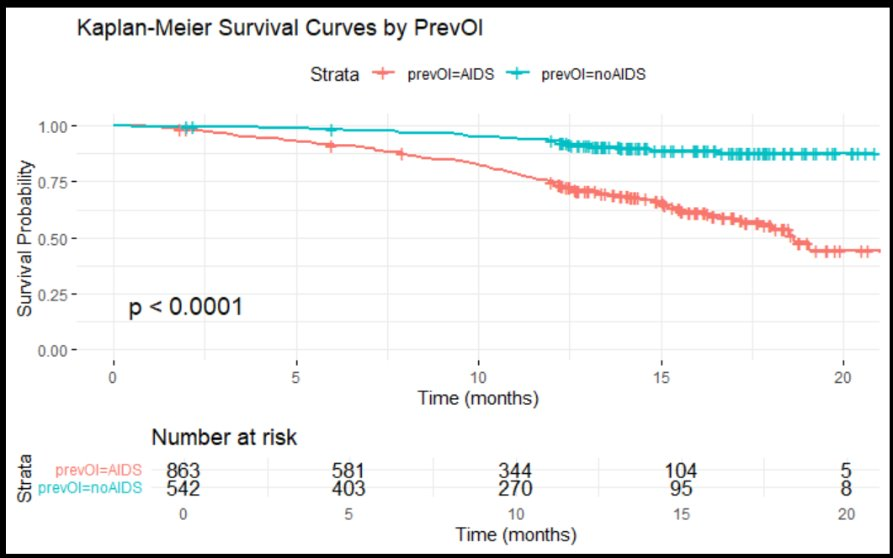 Kaplan-Meier Survival Curves by PrevOI
Strata prevOI=AIDS prevOI=noAIDS
Survival Probability
1.00
0.75
0.50
0.25
0.00
p < 0.0001
0 5 10 15 20
Time (months)
Number at risk
Strata
prevOI=AIDS 863 581 344 104 5
prevOI=noAIDS 542 403 270 95 8
0 5 10 15 20
Time (months)